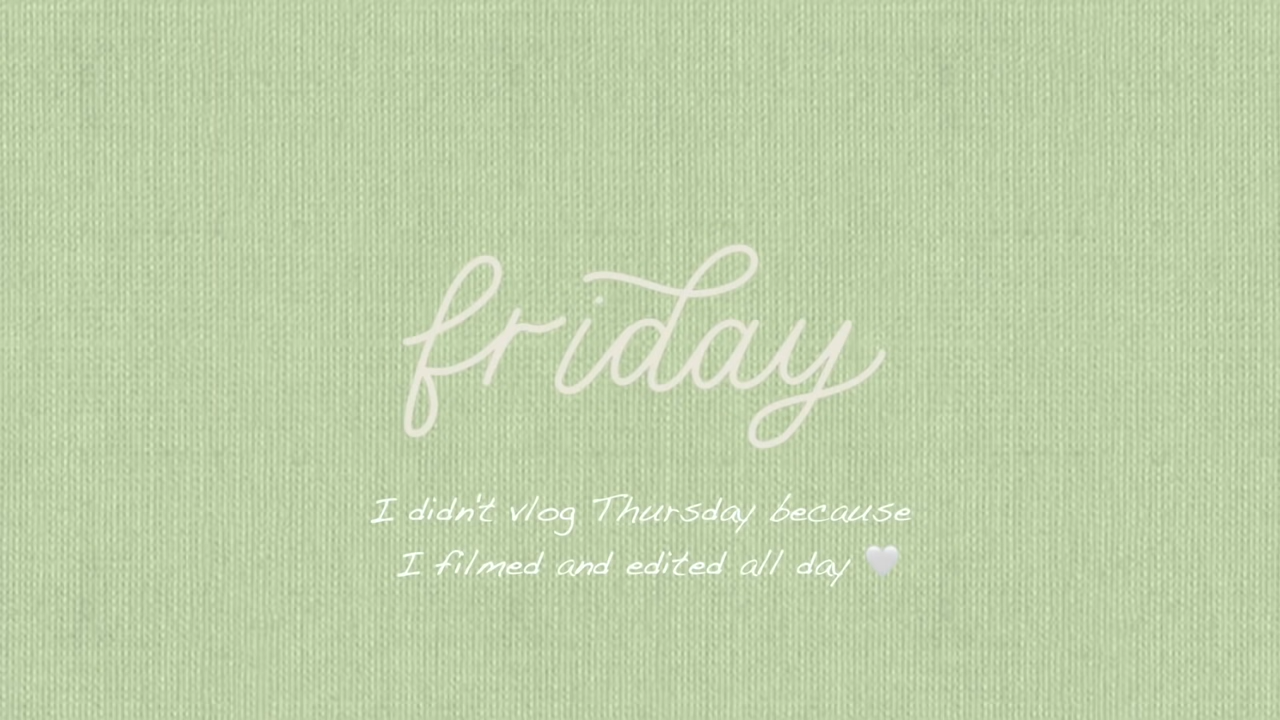 friday
I didn't vlog Thursday because
I filmed and edited all day 🤍